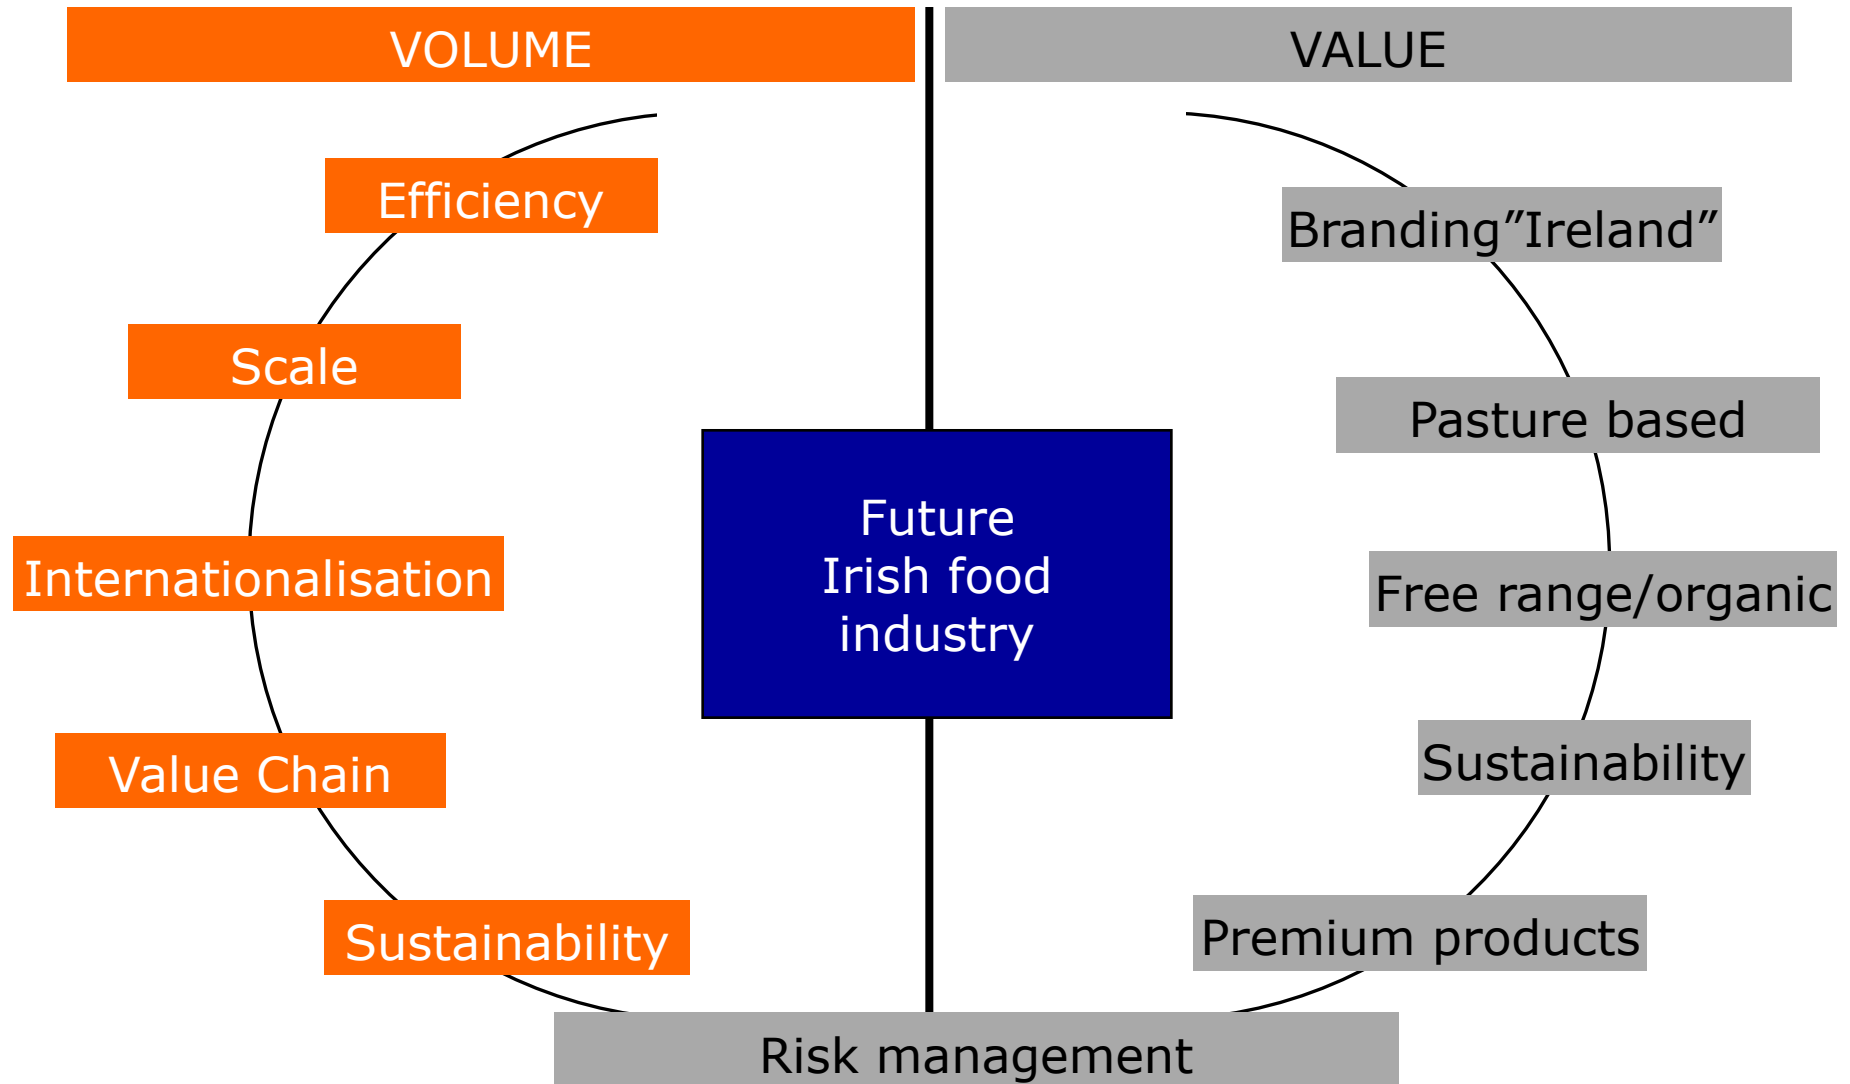 VOLUME
VALUE
Efficiency
Scale
Internationalisation
Value Chain
Sustainability
Future
Irish food
industry
Branding”Ireland”
Pasture based
Free range/organic
Sustainability
Premium products
Risk management